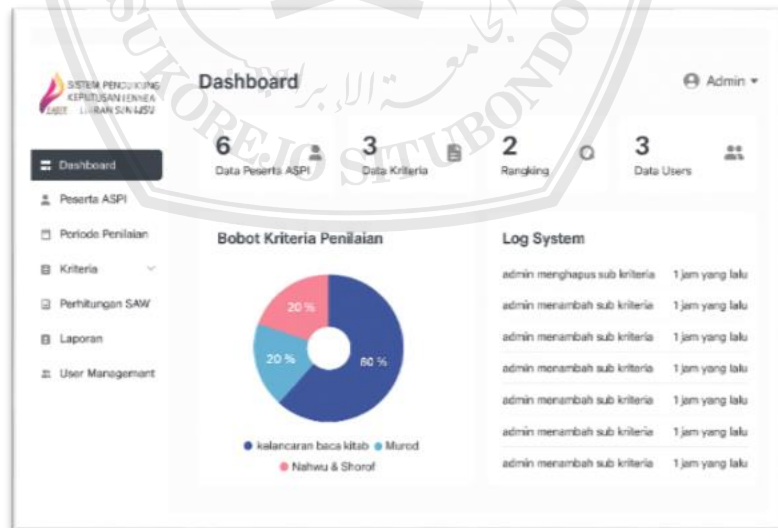 SISTEM PENDUKUNG
KEPUTUSAN
Dashboard
Admin
6
Data Peserta ASPI
3
Data Kriteria
2
Rangking
3
Data Users
Dashboard
Peserta ASPI
Periode Penilaian
Kriteria
Perhitungan SAW
Laporan
User Management
Bobot Kriteria Penilaian
20 %
20 %
60 %
kelancaran baca kitab Murod
Nahwu & Shorof
Log System
admin menghapus sub kriteria 1 jam yang lalu
admin menambah sub kriteria 1 jam yang lalu
admin menambah sub kriteria 1 jam yang lalu
admin menambah sub kriteria 1 jam yang lalu
admin menambah sub kriteria 1 jam yang lalu
admin menambah sub kriteria 1 jam yang lalu
admin menambah sub kriteria 1 jam yang lalu
SUKOREJO SITUBONDO